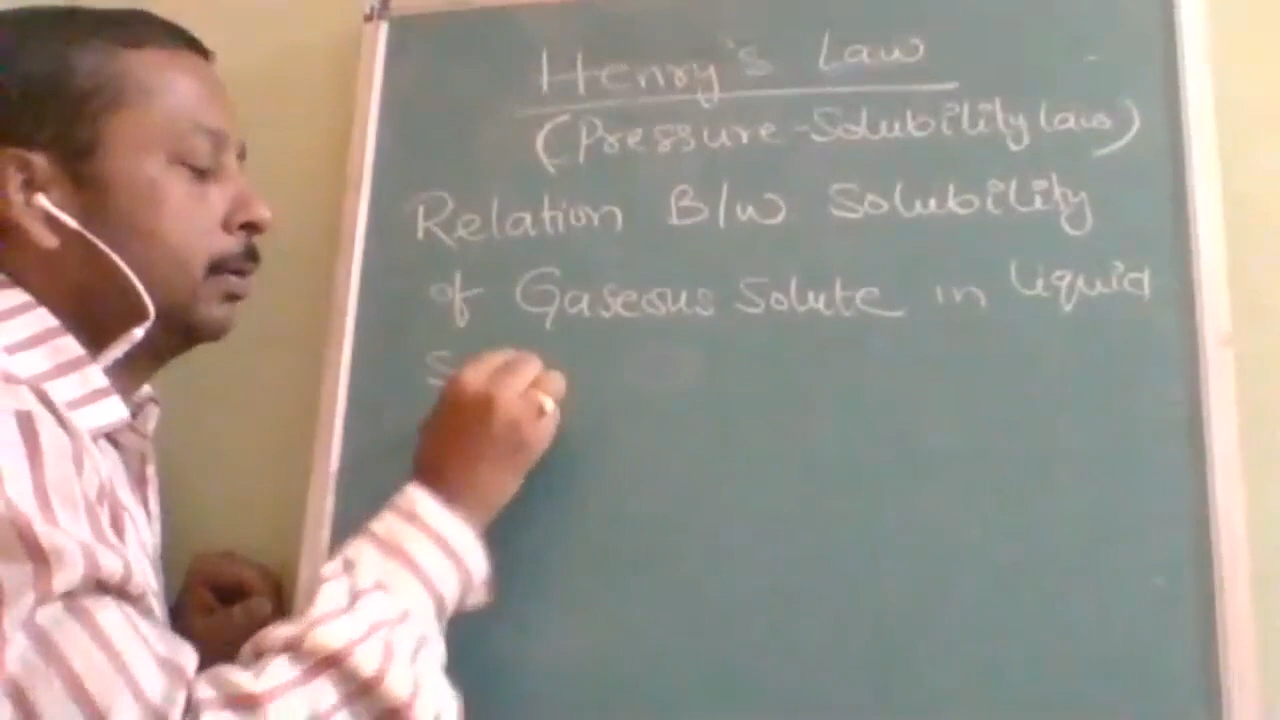 Henry's Law
(Pressure-Solubility law)
Relation B/w Solubility
of Gaseous Solute in liquid
S